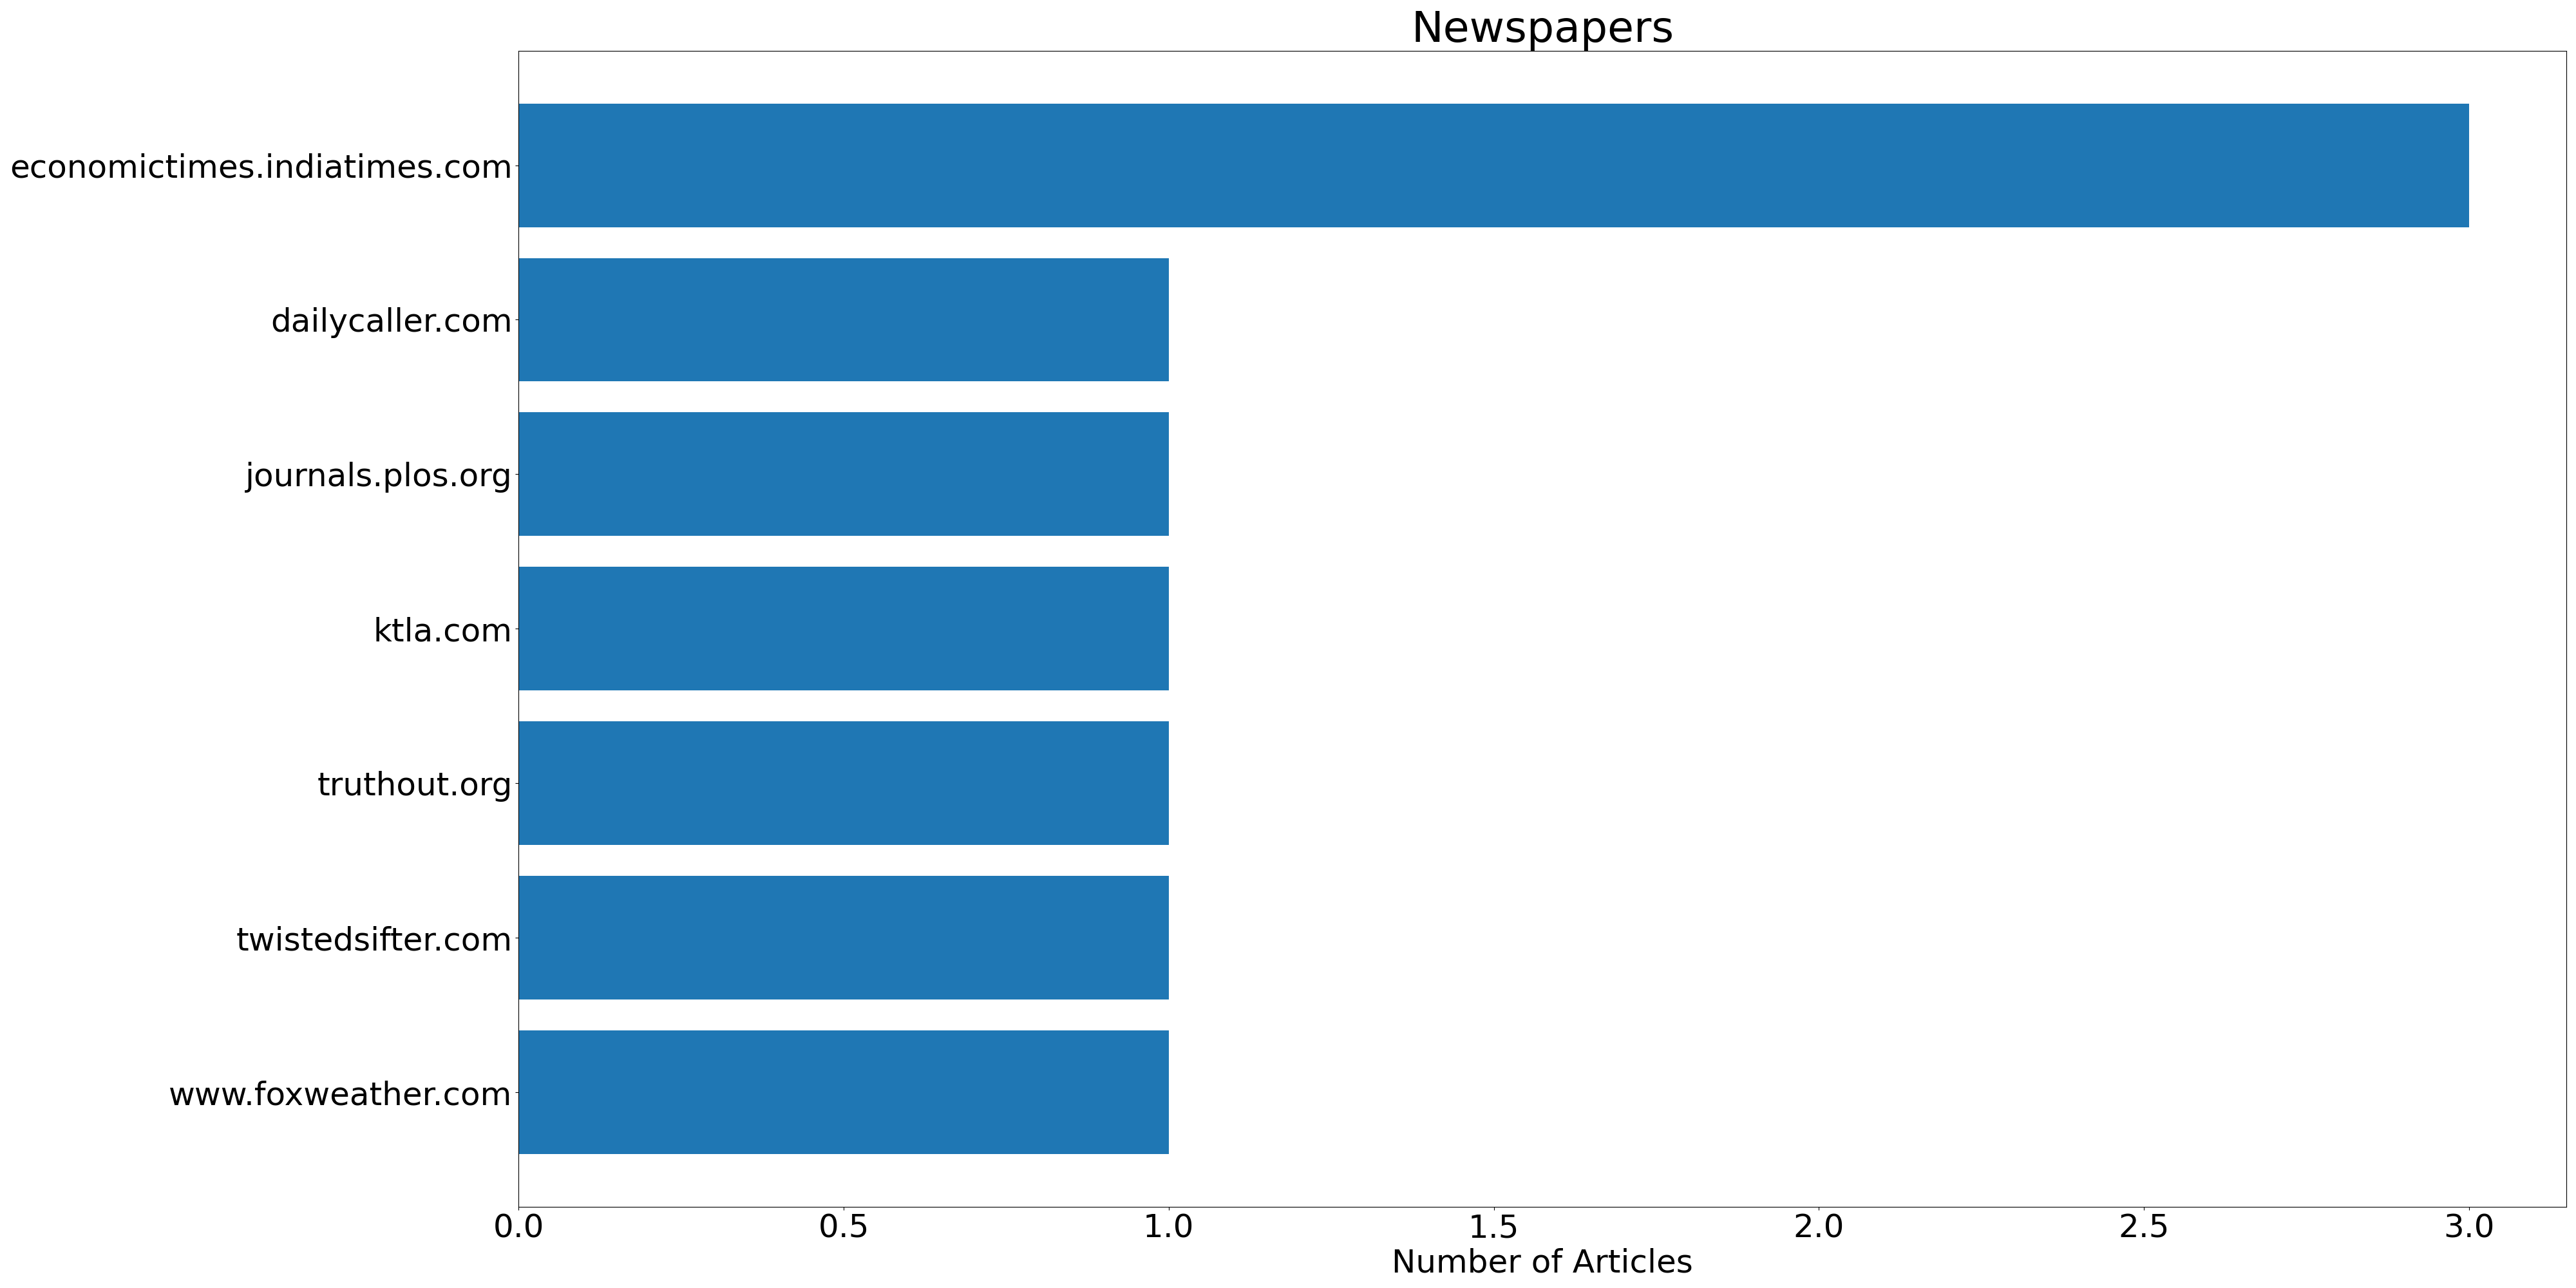 Newspapers
economictimes.indiatimes.com
dailycaller.com
journals.plos.org
ktla.com
truthout.org
twistedsifter.com
www.foxweather.com
0.0 0.5 1.0 1.5 2.0 2.5 3.0
Number of Articles